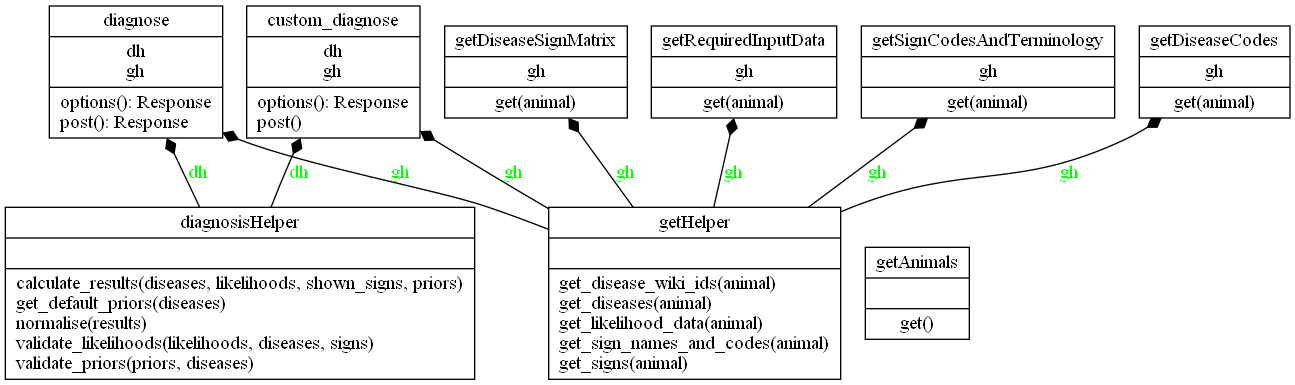 diagnose
dh
gh
options(): Response
post(): Response
custom_diagnose
dh
gh
options(): Response
post()
getDiseaseSignMatrix
gh
get(animal)
getRequiredInputData
gh
get(animal)
getSignCodesAndTerminology
gh
get(animal)
getDiseaseCodes
gh
get(animal)
dh
dh
gh
gh
gh
gh
gh
gh
diagnosisHelper
calculate_results(diseases, likelihoods, shown_signs, priors)
get_default_priors(diseases)
normalise(results)
validate_likelihoods(likelihoods, diseases, signs)
validate_priors(priors, diseases)
getHelper
get_disease_wiki_ids(animal)
get_diseases(animal)
get_likelihood_data(animal)
get_sign_names_and_codes(animal)
get_signs(animal)
getAnimals
get()